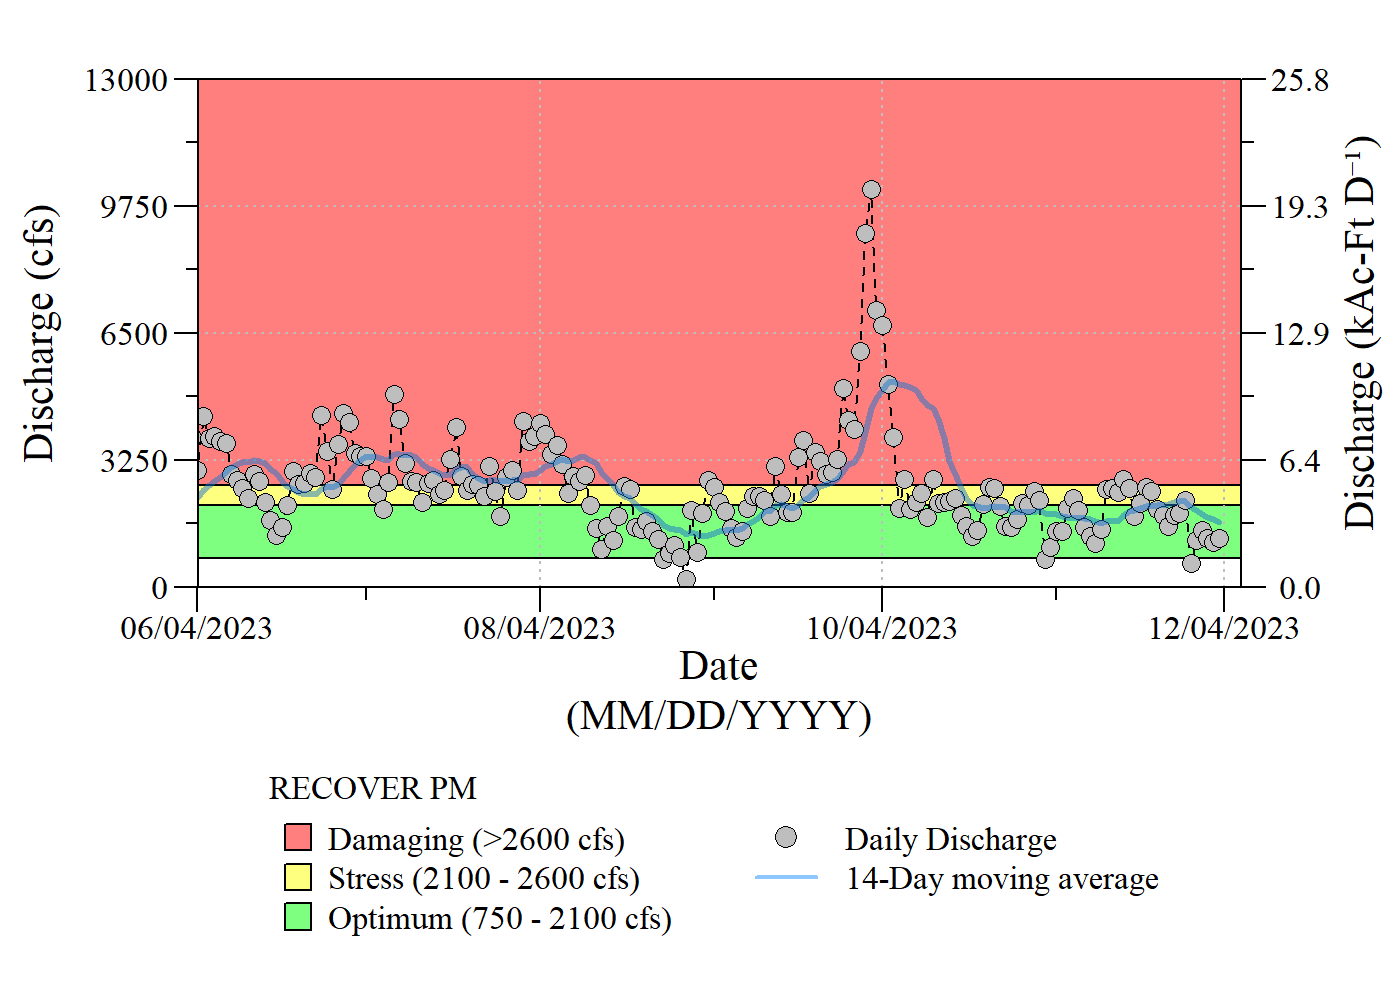 13000
9750
6500
3250
0
25.8
19.3
12.9
6.4
0.0
Discharge (cfs)
Discharge (kAc-Ft D⁻¹)
06/04/2023
08/04/2023
10/04/2023
12/04/2023
Date
(MM/DD/YYYY)
RECOVER PM
Damaging (>2600 cfs)
Stress (2100 - 2600 cfs)
Optimum (750 - 2100 cfs)
Daily Discharge
14-Day moving average